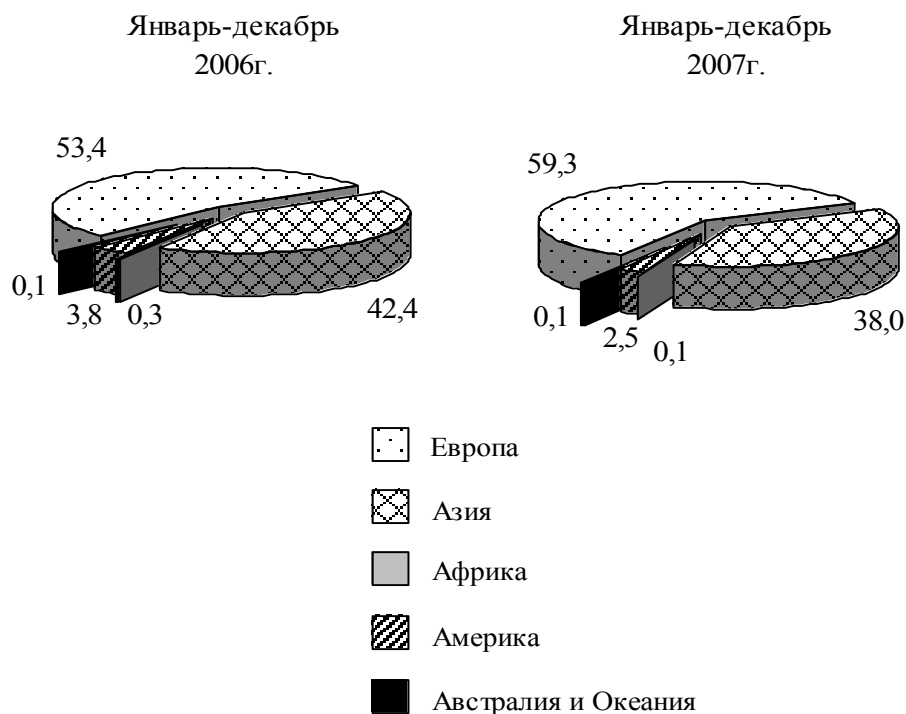 Январь-декабрь
2006г.
53,4
0,1
3,8
0,3
42,4
Январь-декабрь
2007г.
59,3
0,1
2,5
0,1
38,0
Европа
Азия
Африка
Америка
Австралия и Океания